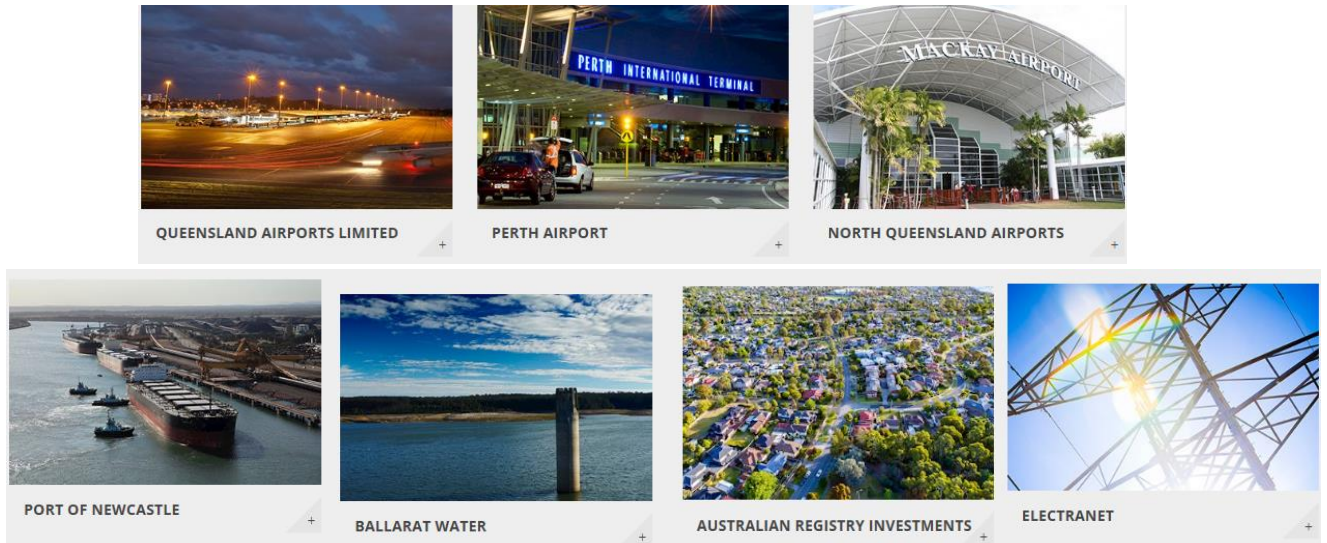 PERTH INTERNATIONAL TERMINAL
MACKAY AIRPORT
QUEENSLAND AIRPORTS LIMITED
+
PERTH AIRPORT
+
NORTH QUEENSLAND AIRPORTS
+
PORT OF NEWCASTLE
+
BALLARAT WATER
+
AUSTRALIAN REGISTRY INVESTMENTS
+
ELECTRANET
+